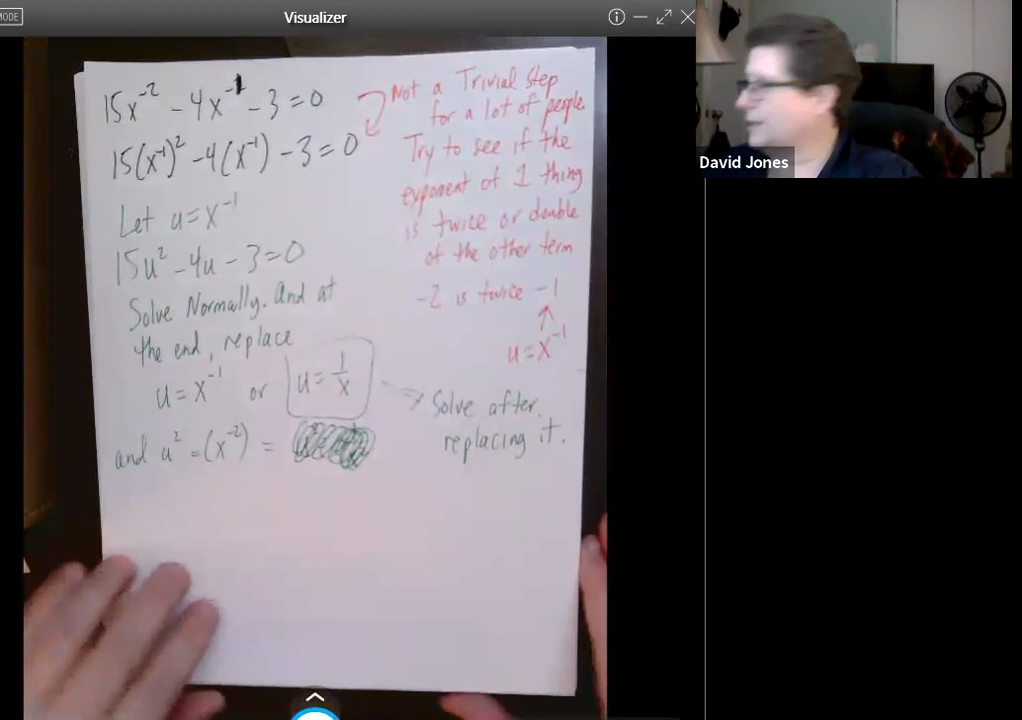 MODE
Visualizer
David Jones
15x⁻² - 4x⁻¹ - 3 = 0
15(x⁻¹)² - 4(x⁻¹) - 3 = 0
Let u = x⁻¹
15u² - 4u - 3 = 0
Solve Normally. And at
the end, replace
u = x⁻¹ or u = 1/x
and u² = (x⁻²) =
Not a Trivial Step
for a lot of people
Try to see if the
exponent of 1 thing
is twice or double
of the other term
-2 is twice -1
u = x⁻¹
Solve after
replacing it.